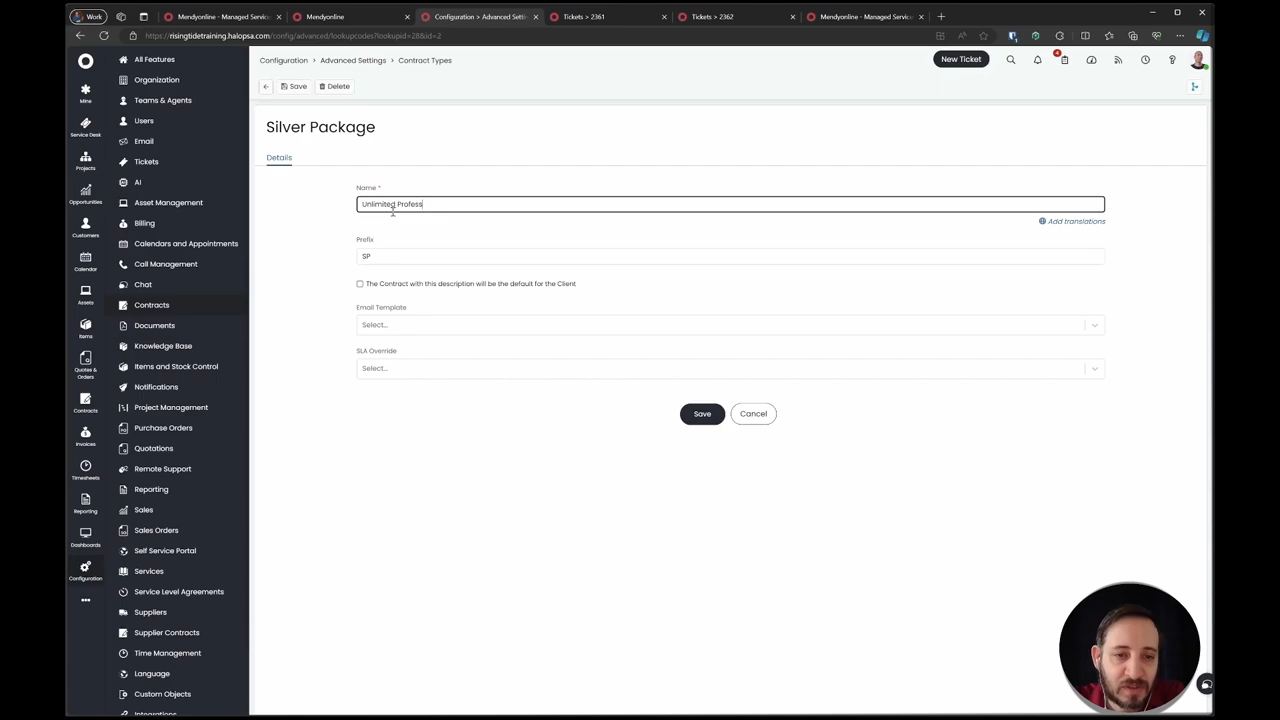 Work
Mendyonline - Managed Servic
Mendyonline
Configuration > Advanced Setti
Tickets > 2361
Tickets > 2362
Mendyonline - Managed Service
https://risingtidetraining.halopsa.com/config/advanced/lookupcodes?lookupid=28&id=2
Mine
Service Desk
Projects
Opportunities
Customers
Calendar
Assets
Items
Quotes & Orders
Contracts
Invoices
Timesheets
Reporting
Dashboards
Configuration
All Features
Organization
Teams & Agents
Users
Email
Tickets
AI
Asset Management
Billing
Calendars and Appointments
Call Management
Chat
Contracts
Documents
Knowledge Base
Items and Stock Control
Notifications
Project Management
Purchase Orders
Quotations
Remote Support
Reporting
Sales
Sales Orders
Self Service Portal
Services
Service Level Agreements
Suppliers
Supplier Contracts
Time Management
Language
Custom Objects
Integrations
Configuration > Advanced Settings > Contract Types
New Ticket
4
Save
Delete
Silver Package
Details
Name *
Unlimited Profess
Add translations
Prefix
SP
The Contract with this description will be the default for the Client
Email Template
Select...
SLA Override
Select...
Save
Cancel